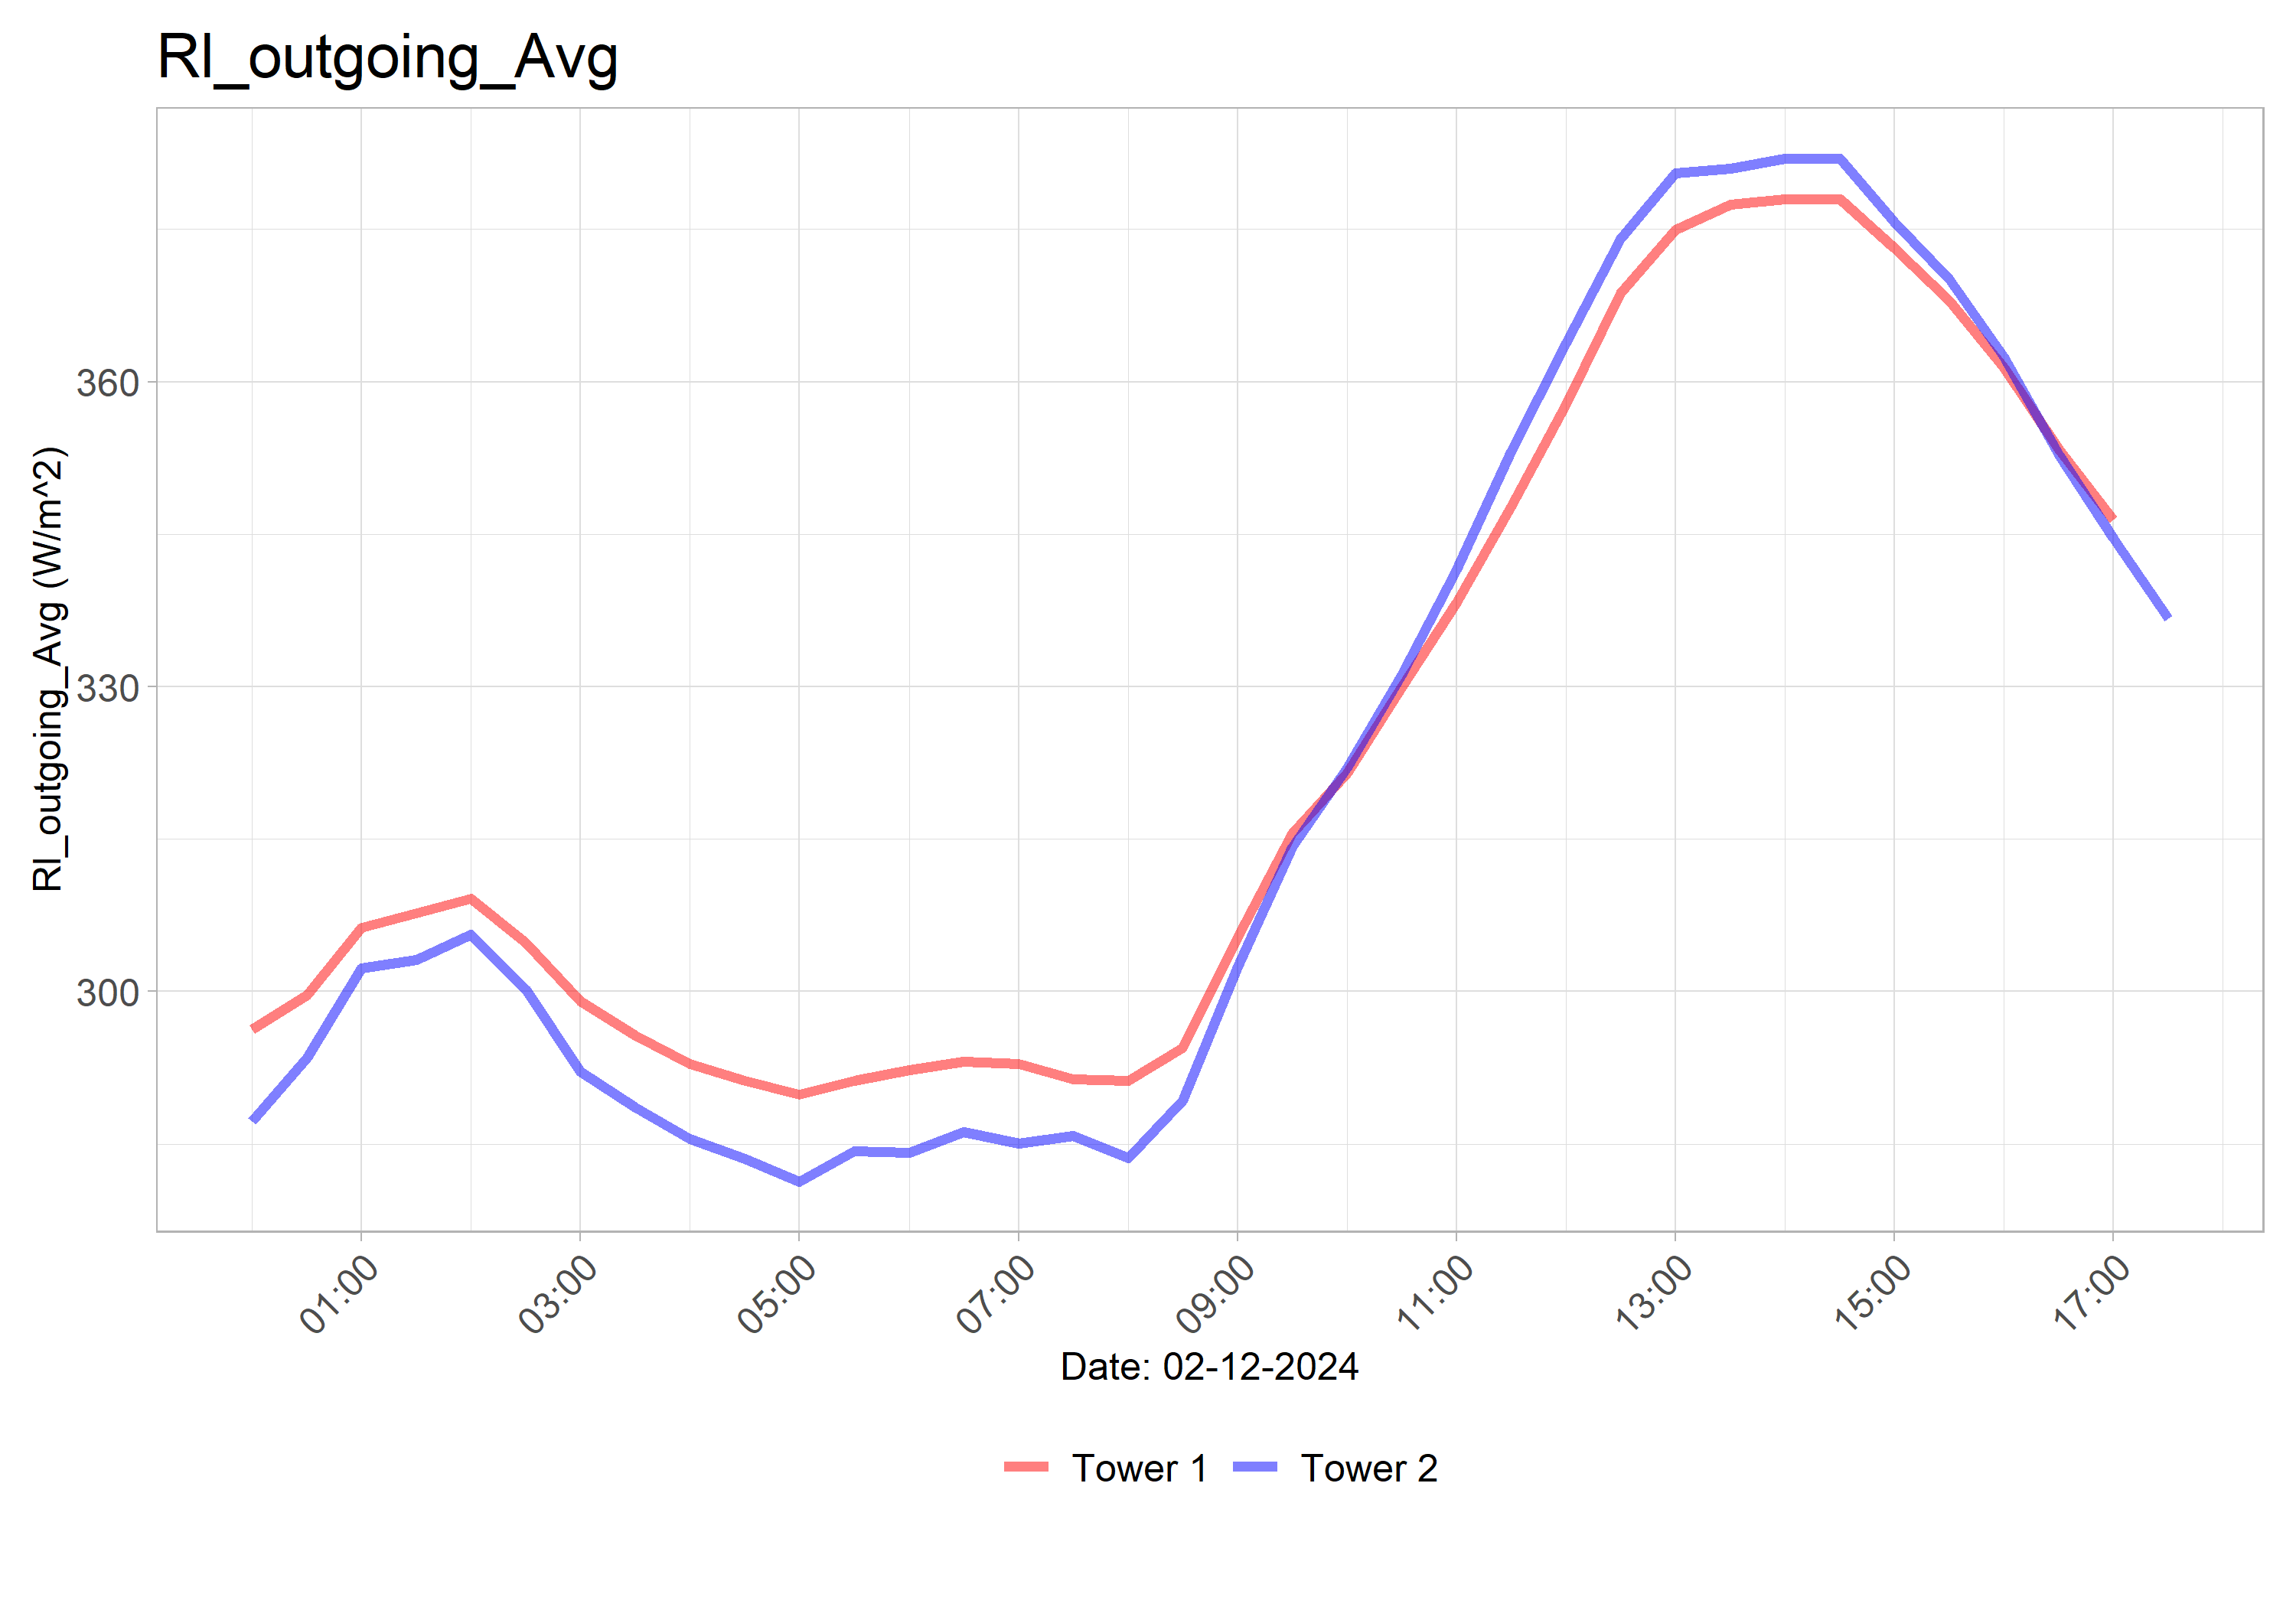 Rl_outgoing_Avg
Rl_outgoing_Avg (W/m^2)
360
330
300
01:00 03:00 05:00 07:00 09:00 11:00 13:00 15:00 17:00
Date: 02-12-2024
Tower 1 Tower 2